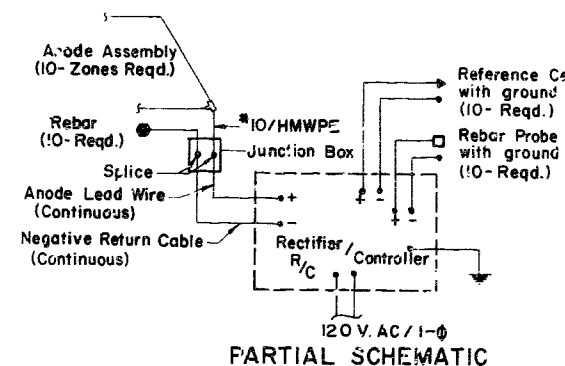 Anode Assembly
(10- Zones Reqd.)
Rebar
(10- Reqd.)
*10/HMWPE
Junction Box
Splice
Anode Lead Wire
(Continuous)
Negative Return Cable
(Continuous)
Reference Ce
with ground
(10- Reqd.)
Rebar Probe
with ground
(10-Reqd.)
+
-
+ -
+ -
Rectifier / Controller
R/C
120 V. AC / 1-ϕ
PARTIAL SCHEMATIC